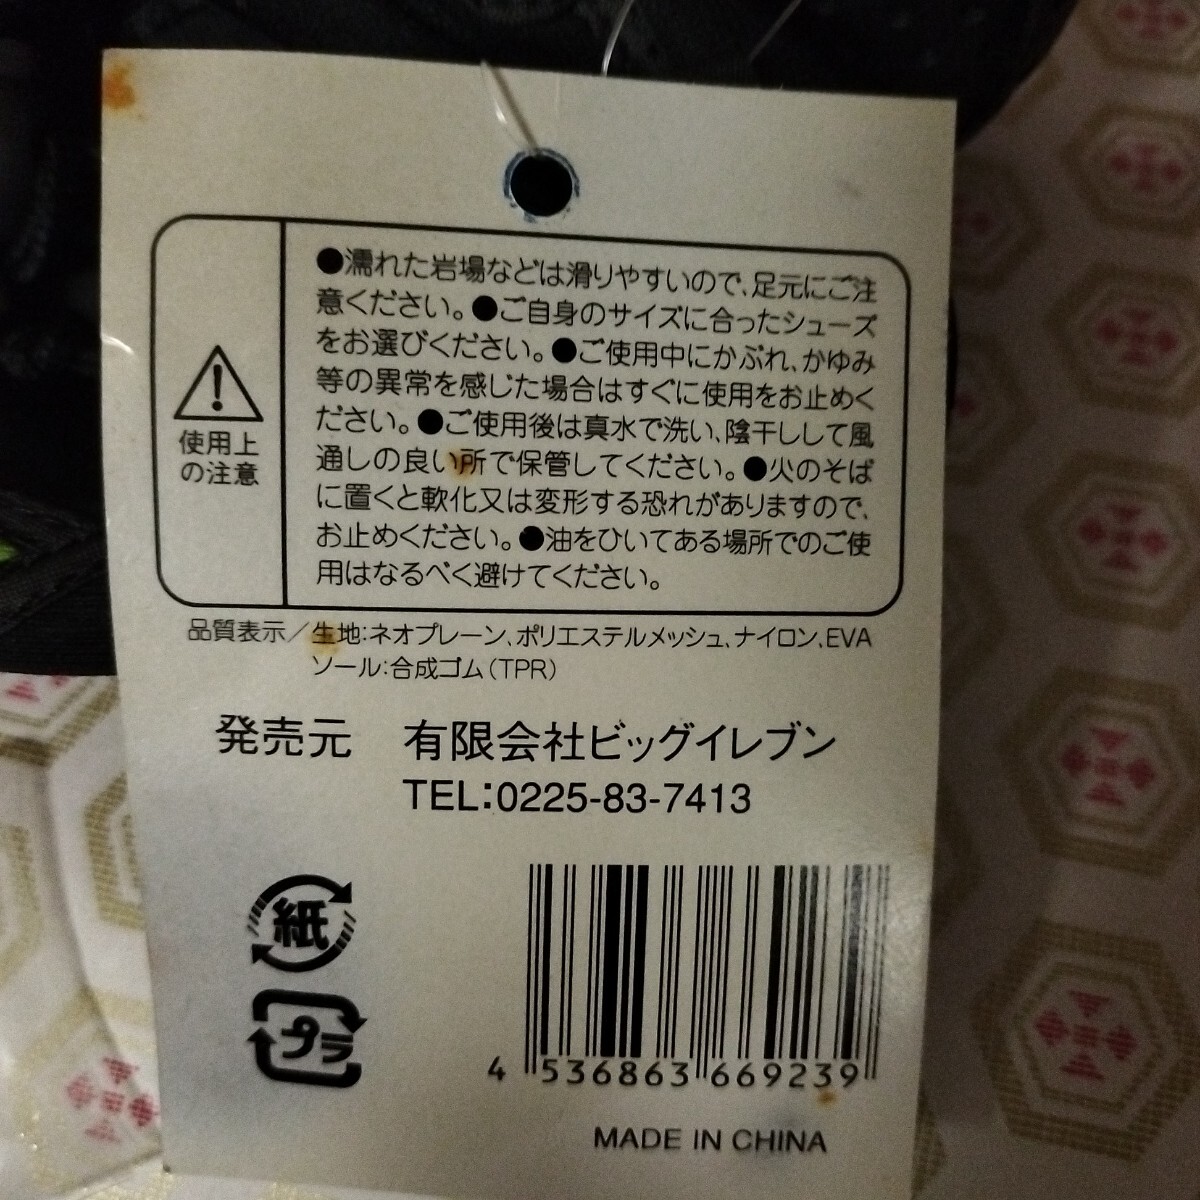 ●濡れた岩場などは滑りやすいので、足元にご注
意ください。●ご自身のサイズに合ったシューズ
をお選びください。●ご使用中にかぶれ、かゆみ
等の異常を感じた場合はすぐに使用をお止めく
ださい。●ご使用後は真水で洗い、陰干しして風
通しの良い所で保管してください。●火のそば
に置くと軟化又は変形する恐れがありますので、
お止めください。●油をひいてある場所でのご使
用はなるべく避けてください。
使用上
の注意
品質表示／生地:ネオプレーン、ポリエステルメッシュ、ナイロン、EVA
ソール:合成ゴム(TPR)
発売元 有限会社ビッグイレブン
TEL:0225-83-7413
紙
プラ
4 536863 669239
MADE IN CHINA